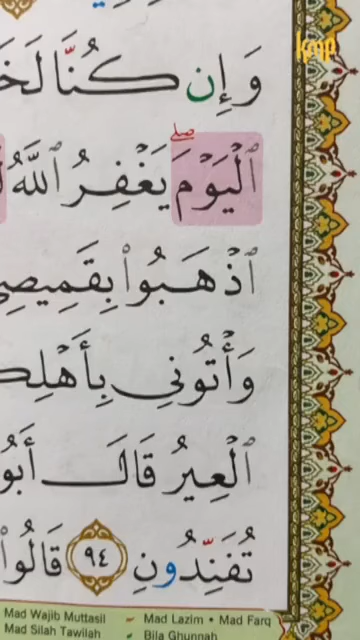 وَإِن كُنَّا
ٱلْيَوْمَ ۖ يَغْفِرُ ٱللَّهُ
ٱذْهَبُوا۟ بِقَمِيصِى
وَأْتُونِى بِأَهْلِكُ
ٱلْعِيرُ قَالَ أَبُو
تُفَنِّدُونِ ٩٤ قَالُوا۟
Mad Wajib Muttasil Mad Lazim • Mad Farq
Mad Silah Tawilah Bila Ghunnah